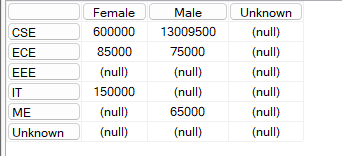 Female Male Unknown
CSE 600000 13009500 (null)
ECE 85000 75000 (null)
EEE (null) (null) (null)
IT 150000 (null) (null)
ME (null) 65000 (null)
Unknown (null) (null) (null)